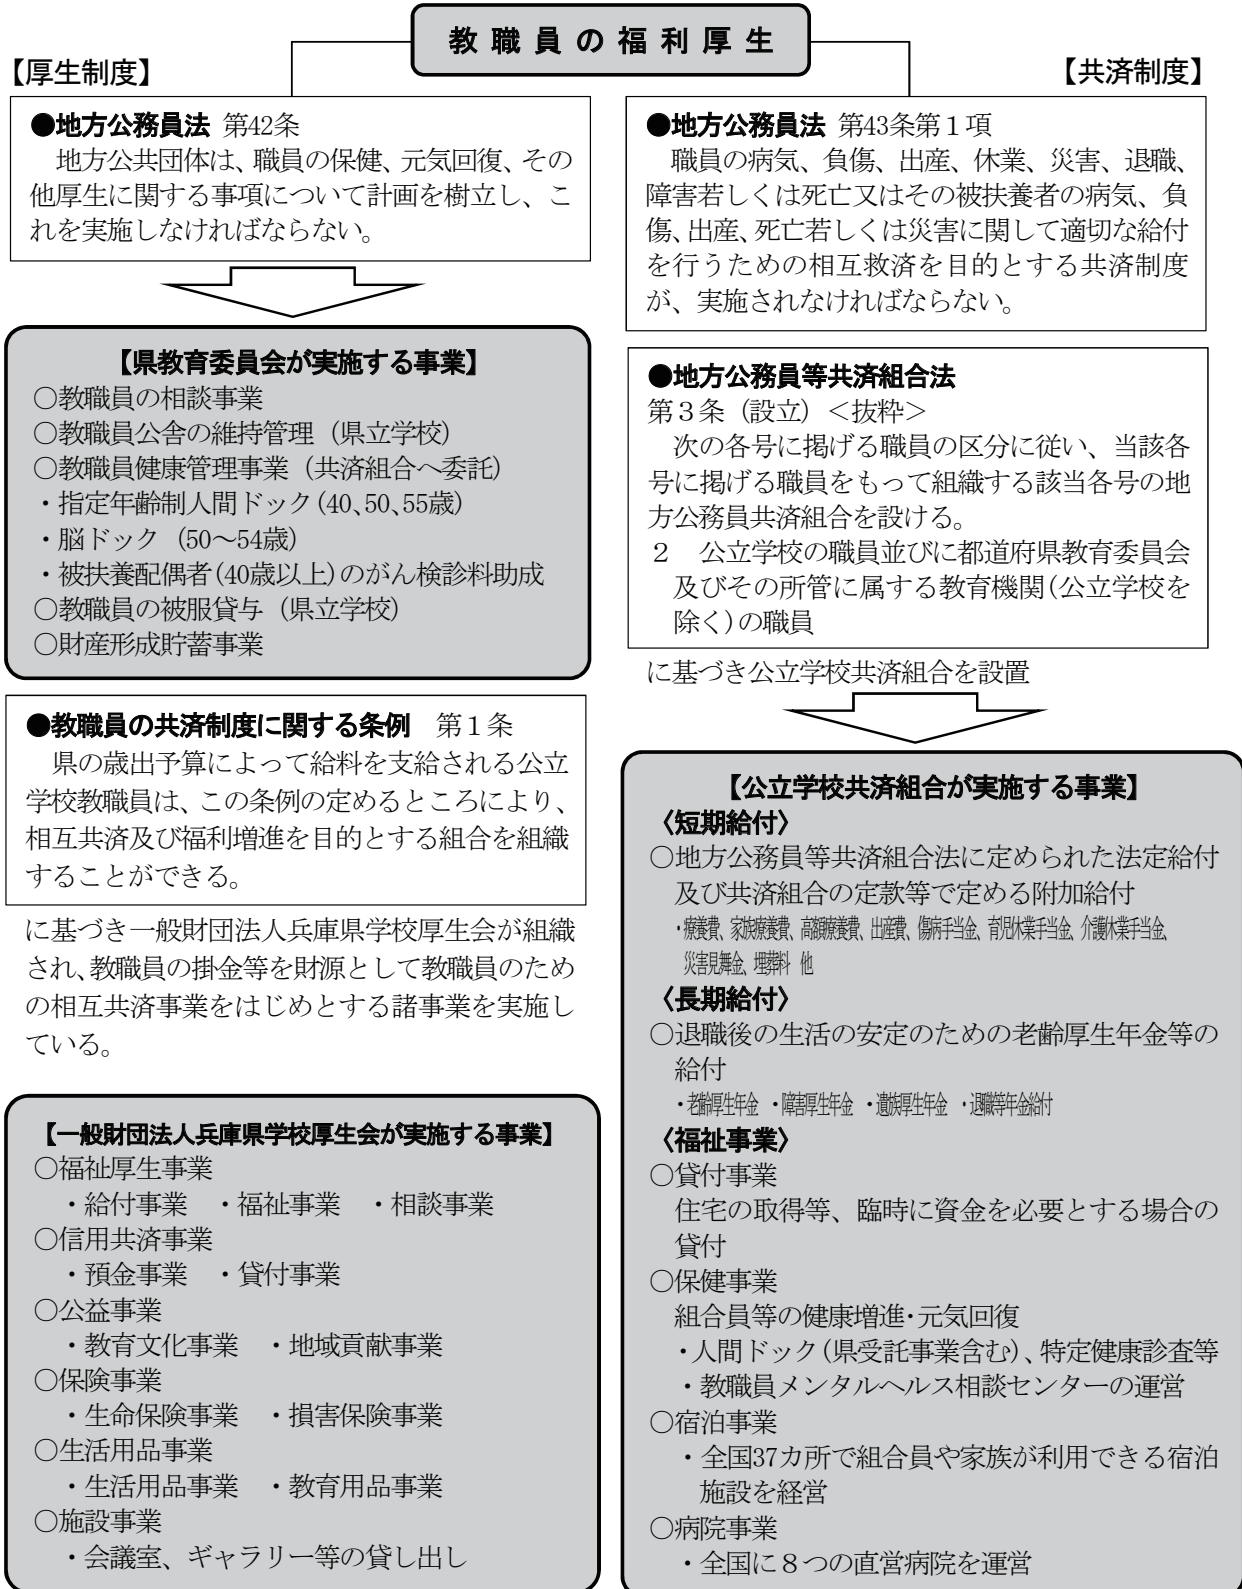 教職員の福利厚生
【厚生制度】
●地方公務員法 第42条
地方公共団体は、職員の保健、元気回復、その
他厚生に関する事項について計画を樹立し、こ
れを実施しなければならない。
【県教育委員会が実施する事業】
○教職員の相談事業
○教職員公舎の維持管理（県立学校）
○教職員健康管理事業（共済組合へ委託）
・指定年齢制人間ドック(40、50、55歳)
・脳ドック（50～54歳）
・被扶養配偶者(40歳以上)のがん検診料助成
○教職員の被服貸与（県立学校）
○財産形成貯蓄事業
●教職員の共済制度に関する条例　第１条
県の歳出予算によって給料を支給される公立
学校教職員は、この条例の定めるところにより、
相互共済及び福利増進を目的とする組合を組織
することができる。
に基づき一般財団法人兵庫県学校厚生会が組織
され、教職員の掛金等を財源として教職員のため
の相互共済事業をはじめとする諸事業を実施し
ている。
【一般財団法人兵庫県学校厚生会が実施する事業】
○福祉厚生事業
・給付事業　・福祉事業　・相談事業
○信用共済事業
・預金事業　・貸付事業
○公益事業
・教育文化事業　・地域貢献事業
○保険事業
・生命保険事業　・損害保険事業
○生活用品事業
・生活用品事業　・教育用品事業
○施設事業
・会議室、ギャラリー等の貸し出し
【共済制度】
●地方公務員法 第43条第１項
職員の病気、負傷、出産、休業、災害、退職、
障害若しくは死亡又はその被扶養者の病気、負
傷、出産、死亡若しくは災害に関して適切な給付
を行うための相互救済を目的とする共済制度
が、実施されなければならない。
●地方公務員等共済組合法
第３条（設立）＜抜粋＞
次の各号に掲げる職員の区分に従い、当該各
号に掲げる職員をもって組織する該当各号の地
方公務員共済組合を設ける。
２　公立学校の職員並びに都道府県教育委員会
及びその所管に属する教育機関(公立学校を
除く)の職員
に基づき公立学校共済組合を設置
【公立学校共済組合が実施する事業】
〈短期給付〉
○地方公務員等共済組合法に定められた法定給付
及び共済組合の定款等で定める附加給付
・療養費、家族療養費、高額療養費、出産費、傷病手当金、育児休業手当金、介護休業手当金、
災害見舞金、埋葬料　他
〈長期給付〉
○退職後の生活の安定のための老齢厚生年金等の
給付
・老齢厚生年金　・障害厚生年金　・遺族厚生年金　・退職等年金給付
〈福祉事業〉
○貸付事業
住宅の取得等、臨時に資金を必要とする場合の
貸付
○保健事業
組合員等の健康増進・元気回復
・人間ドック(県受託事業含む)、特定健康診査等
・教職員メンタルヘルス相談センターの運営
○宿泊事業
・全国37カ所で組合員や家族が利用できる宿泊
施設を経営
○病院事業
・全国に８つの直営病院を運営